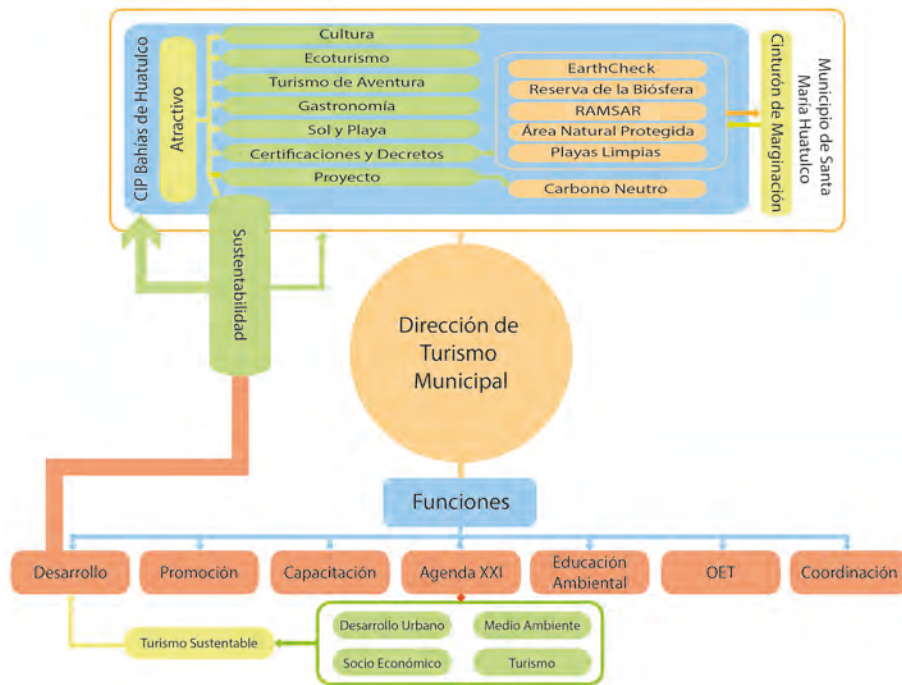 CIP Bahías de Huatulco
Atractivo
Cultura
Ecoturismo
Turismo de Aventura
Gastronomía
Sol y Playa
Certificaciones y Decretos
Proyecto
EarthCheck
Reserva de la Biósfera
RAMSAR
Área Natural Protegida
Playas Limpias
Carbono Neutro
Cinturón de Marginación
Municipio de Santa
María Huatulco
Sustentabilidad
Dirección de
Turismo
Municipal
Funciones
Desarrollo
Promoción
Capacitación
Agenda XXI
Educación
Ambiental
OET
Coordinación
Turismo Sustentable
Desarrollo Urbano
Medio Ambiente
Socio Económico
Turismo